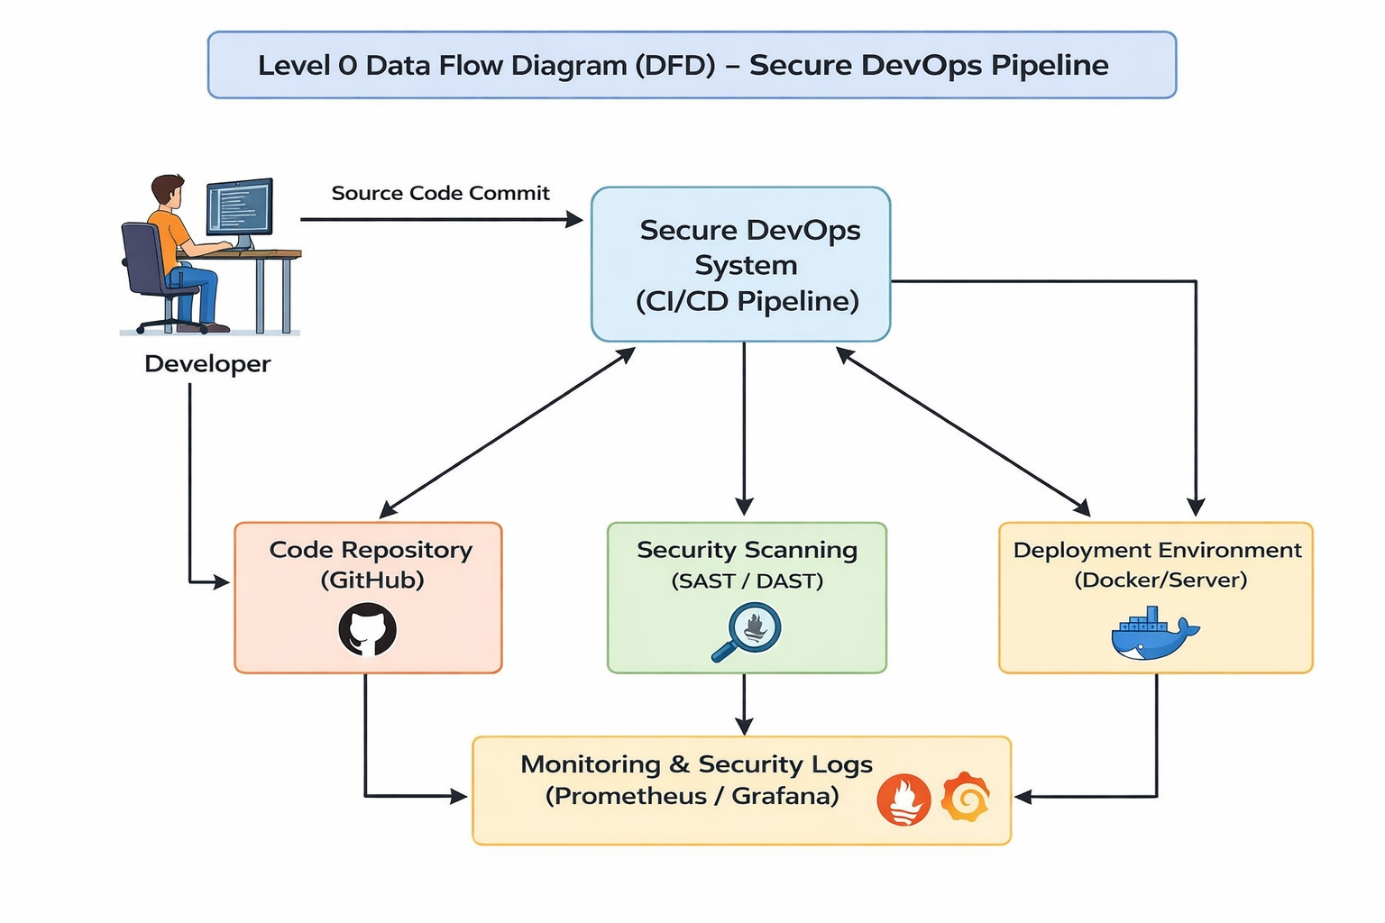 Level 0 Data Flow Diagram (DFD) – Secure DevOps Pipeline
Source Code Commit
Secure DevOps
System
(CI/CD Pipeline)
Developer
Code Repository
(GitHub)
Security Scanning
(SAST / DAST)
Deployment Environment
(Docker/Server)
Monitoring & Security Logs
(Prometheus / Grafana)